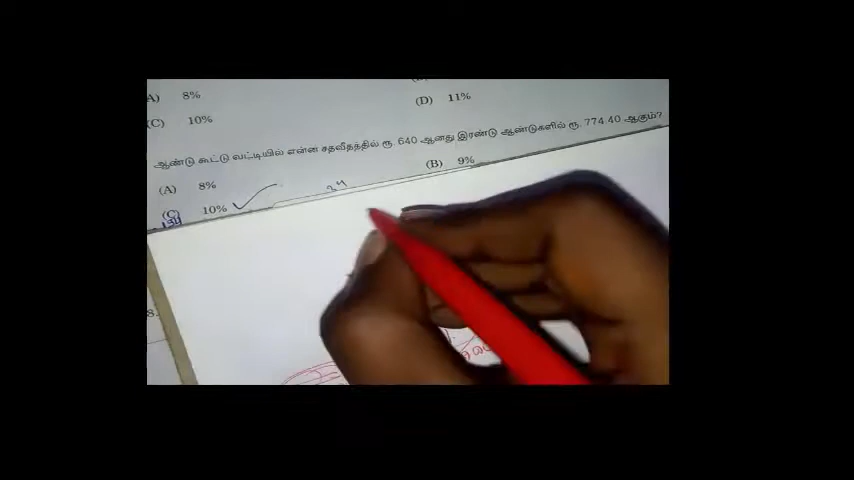 (A) 8%
(C) 10% (D) 11%
ஆண்டு கூட்டு வட்டியில் என்ன சதவீதத்தில் ரூ. 640 ஆனது இரண்டு ஆண்டுகளில் ரூ. 774.40 ஆகும்?
(A) 8% (B) 9%
(C) 10%
8.